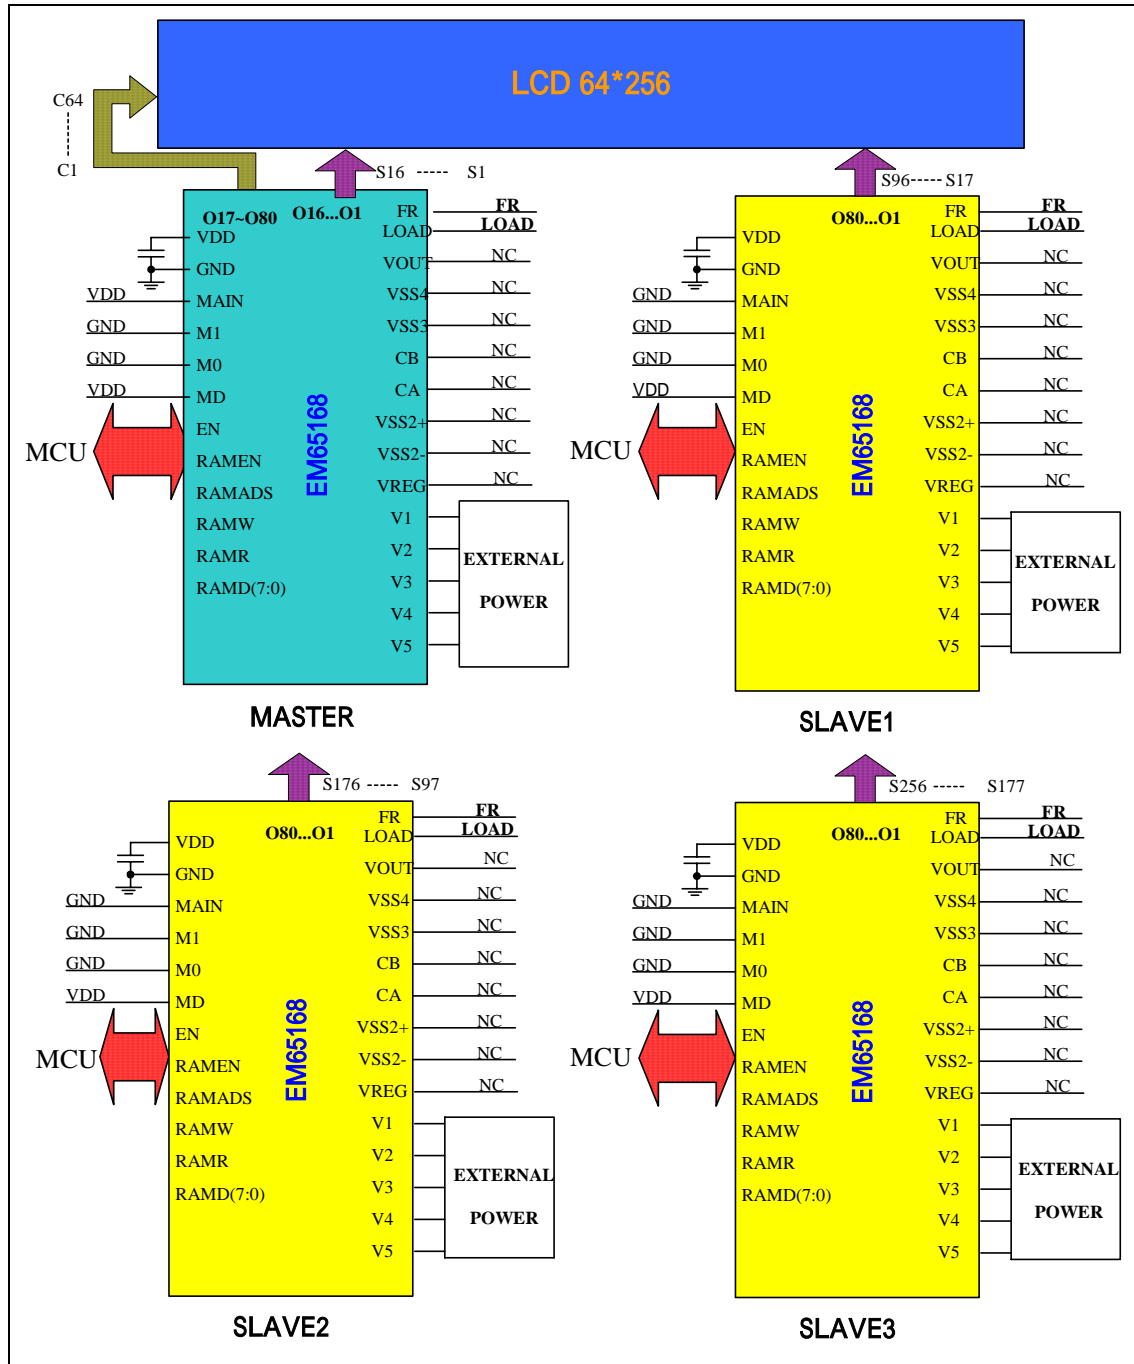 LCD 64*256
C64
C1
S16 ----- S1
S96-----S17
O17~O80 O16...O1
FR FR
LOAD LOAD
VDD
VOUT NC
GND
VSS4 NC
VDD MAIN
VSS3 NC
GND M1
CB NC
GND M0
CA NC
VDD MD
VSS2+ NC
EN
VSS2- NC
MCU
RAMEN
VREG NC
RAMADS
V1
RAMW
V2
RAMR
V3
RAMD(7:0)
V4
V5
EM65168
EXTERNAL
POWER
MASTER
O80...O1
FR FR
LOAD LOAD
VDD
VOUT NC
GND
VSS4 NC
GND MAIN
VSS3 NC
GND M1
CB NC
GND M0
CA NC
VDD MD
VSS2+ NC
EN
VSS2- NC
MCU
RAMEN
VREG NC
RAMADS
V1
RAMW
V2
RAMR
V3
RAMD(7:0)
V4
V5
EM65168
EXTERNAL
POWER
SLAVE1
S176 ----- S97
O80...O1
FR FR
LOAD LOAD
VDD
VOUT NC
GND
VSS4 NC
GND MAIN
VSS3 NC
GND M1
CB NC
GND M0
CA NC
VDD MD
VSS2+ NC
EN
VSS2- NC
MCU
RAMEN
VREG NC
RAMADS
V1
RAMW
V2
RAMR
V3
RAMD(7:0)
V4
V5
EM65168
EXTERNAL
POWER
SLAVE2
S256 ----- S177
O80...O1
FR FR
LOAD LOAD
VDD
VOUT NC
GND
VSS4 NC
GND MAIN
VSS3 NC
GND M1
CB NC
GND M0
CA NC
VDD MD
VSS2+ NC
EN
VSS2- NC
MCU
RAMEN
VREG NC
RAMADS
V1
RAMW
V2
RAMR
V3
RAMD(7:0)
V4
V5
EM65168
EXTERNAL
POWER
SLAVE3